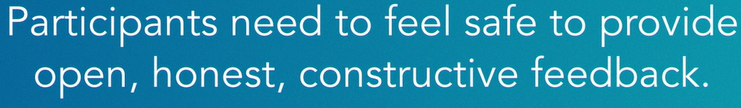 Participants need to feel safe to provide
open, honest, constructive feedback.